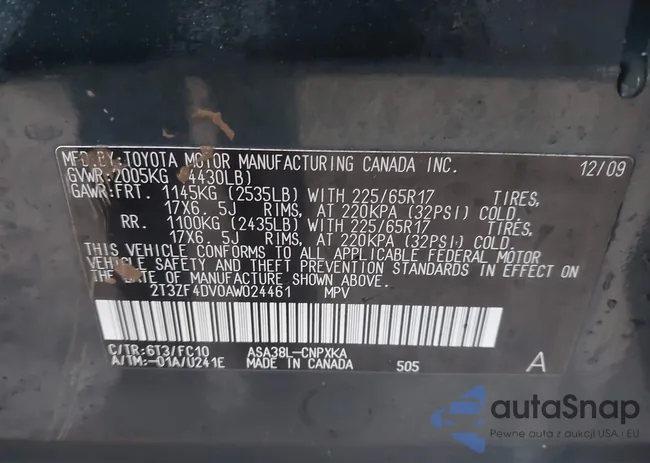 MFD.BY:TOYOTA MOTOR MANUFACTURING CANADA INC. 12/09
GVWR:2005KG (4430LB)
GAWR:FRT. 1145KG (2535LB) WITH 225/65R17 TIRES,
17X6. 5J RIMS, AT 220KPA (32PSI) COLD.
RR. 1100KG (2435LB) WITH 225/65R17 TIRES,
17X6. 5J RIMS, AT 220KPA (32PSI) COLD.
THIS VEHICLE CONFORMS TO ALL APPLICABLE FEDERAL MOTOR
VEHICLE SAFETY AND THEFT PREVENTION STANDARDS IN EFFECT ON
THE DATE OF MANUFACTURE SHOWN ABOVE.
2T3ZF4DV0AW024461 MPV
C/TR:6T3/FC10 ASA38L-CNPXKA
A/TM:-01A/U241E MADE IN CANADA 505 A
autaSnap
Pewne auta z aukcji USA i EU